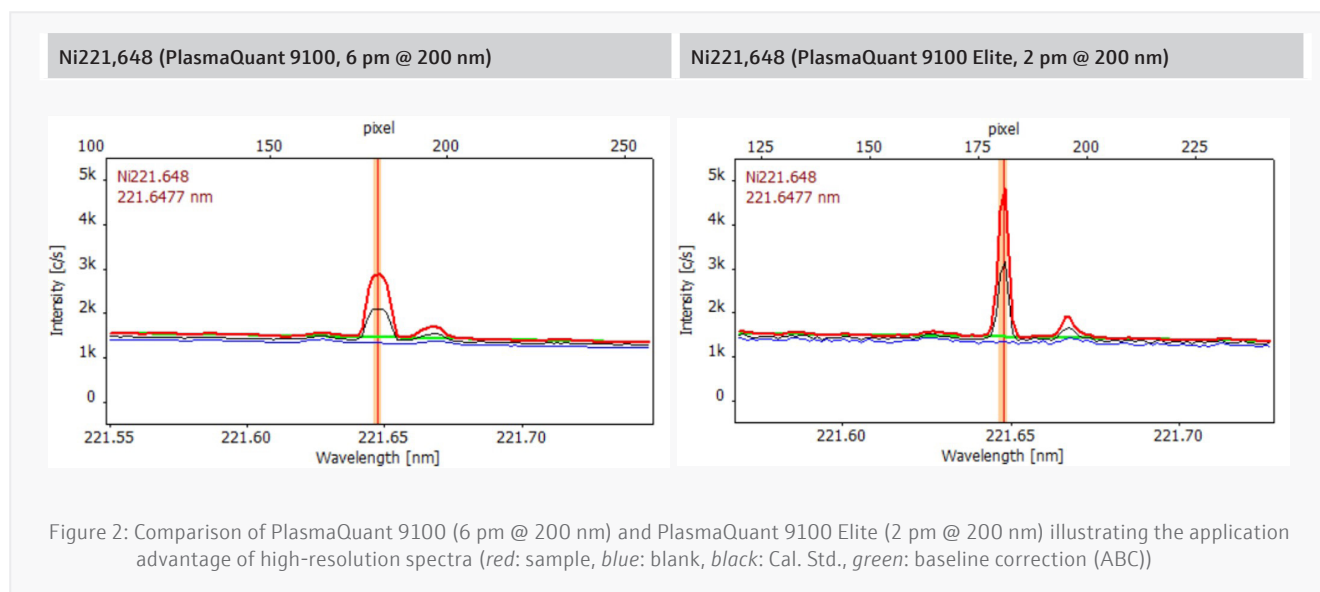 Ni221,648 (PlasmaQuant 9100, 6 pm @ 200 nm)
pixel
100 150 200 250
Ni221.648
221.6477 nm
5k
4k
3k
2k
1k
0
Intensity [c/s]
221.55 221.60 221.65 221.70
Wavelength [nm]
Ni221,648 (PlasmaQuant 9100 Elite, 2 pm @ 200 nm)
pixel
125 150 175 200 225
Ni221.648
221.6477 nm
5k
4k
3k
2k
1k
0
Intensity [c/s]
221.60 221.65 221.70
Wavelength [nm]
Figure 2: Comparison of PlasmaQuant 9100 (6 pm @ 200 nm) and PlasmaQuant 9100 Elite (2 pm @ 200 nm) illustrating the application
advantage of high-resolution spectra (red: sample, blue: blank, black: Cal. Std., green: baseline correction (ABC))